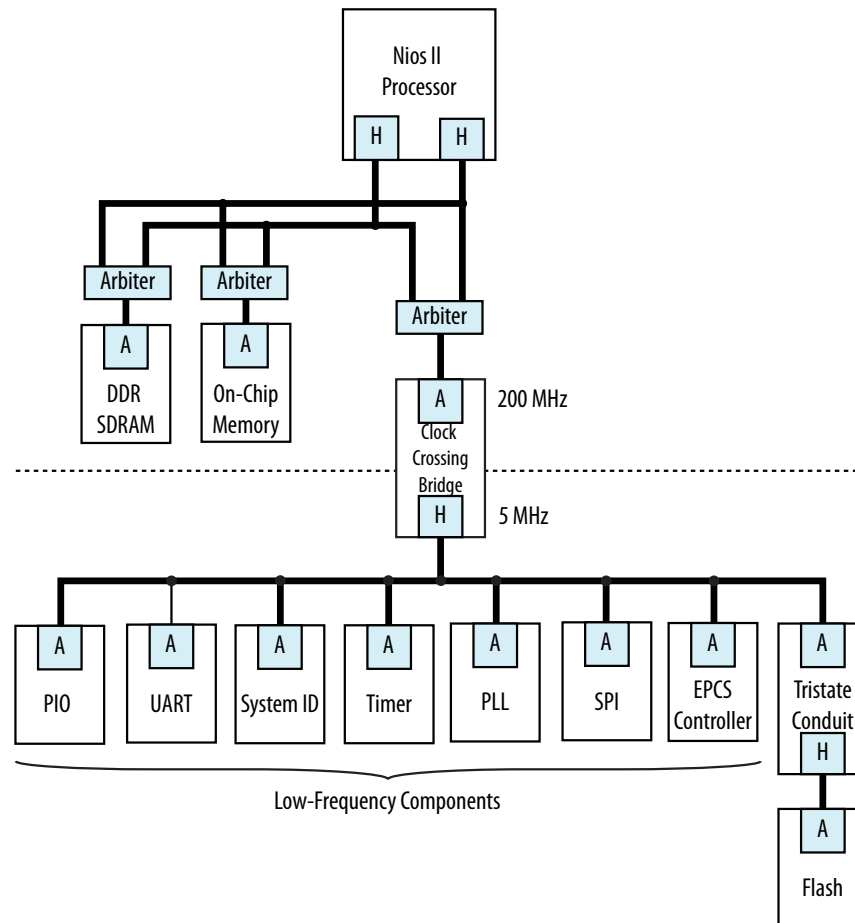 Nios II
Processor
H
H
Arbiter
Arbiter
Arbiter
A
DDR
SDRAM
A
On-Chip
Memory
A
200 MHz
Clock
Crossing
Bridge
H
5 MHz
A
PIO
A
UART
A
System ID
A
Timer
A
PLL
A
SPI
A
EPCS
Controller
A
Tristate
Conduit
H
Low-Frequency Components
A
Flash